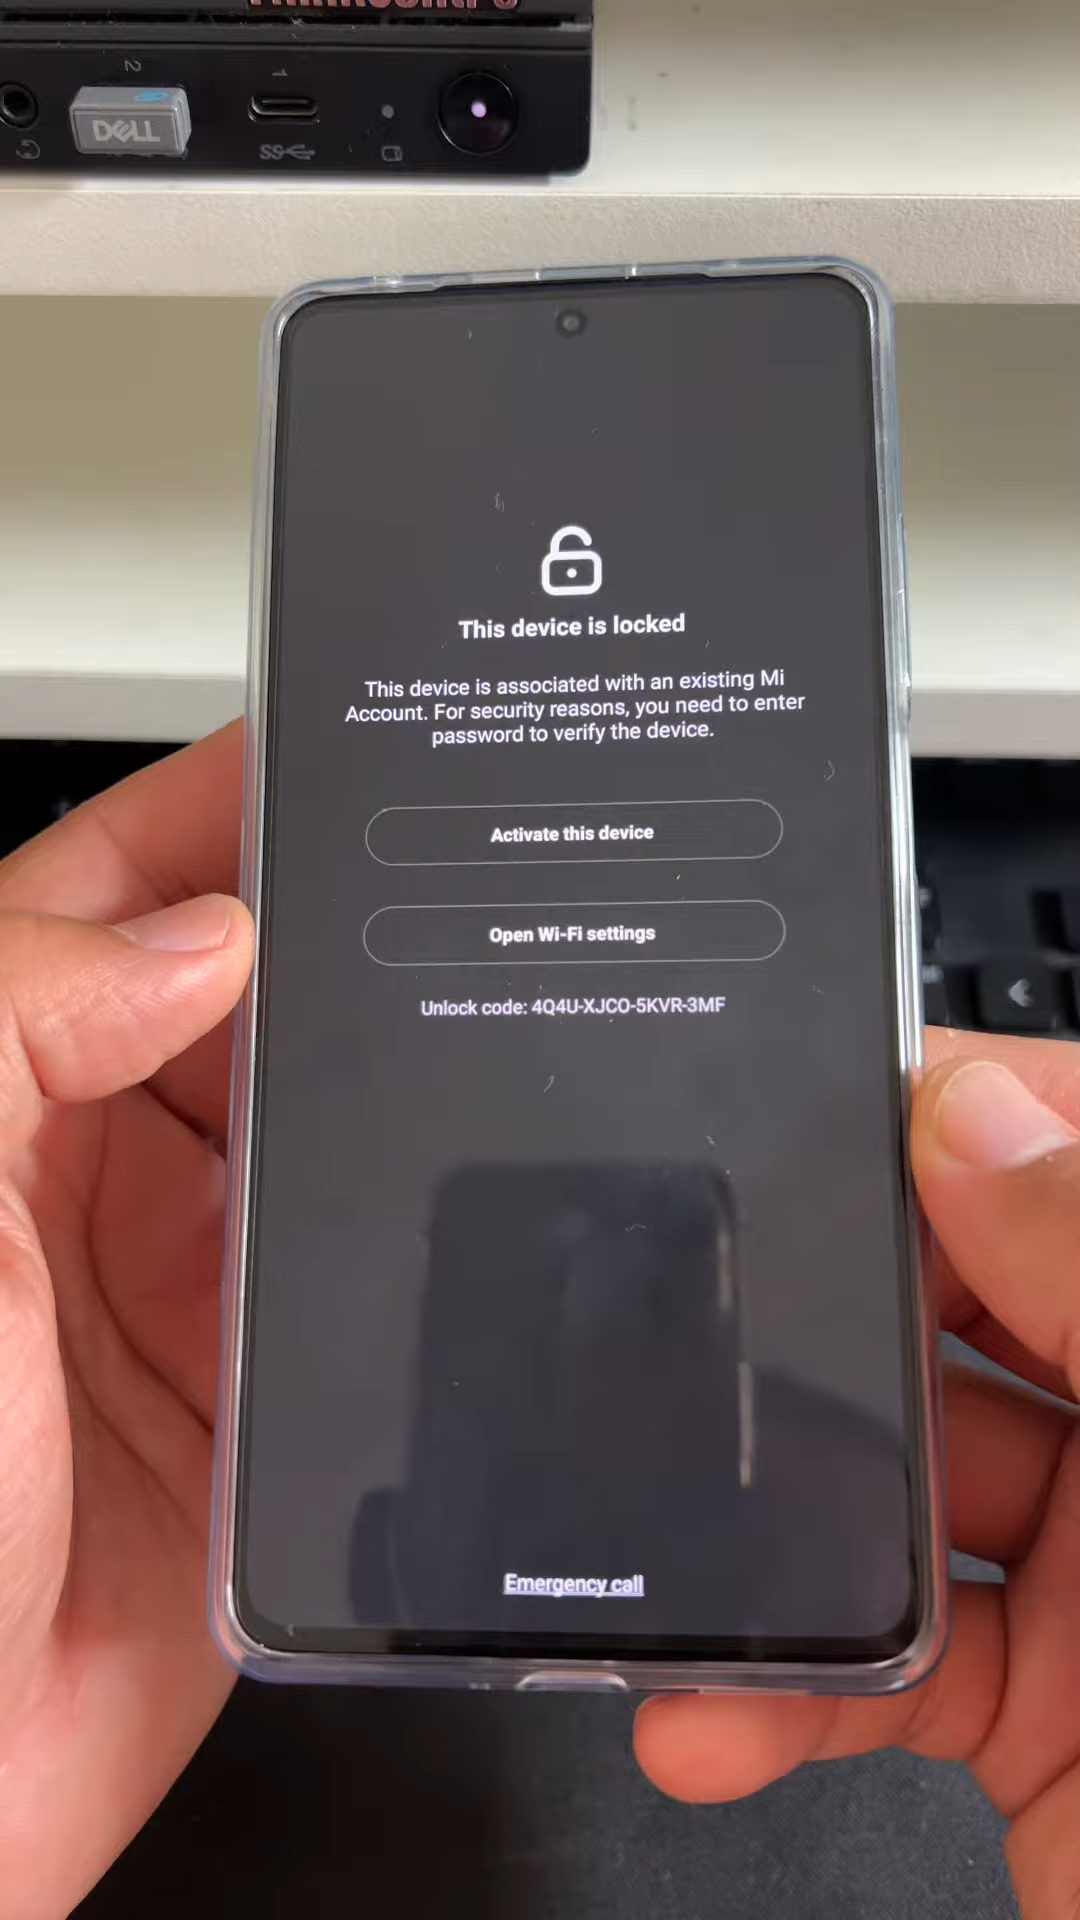 2
1
DELL
SS
This device is locked
This device is associated with an existing Mi
Account. For security reasons, you need to enter
password to verify the device.
Activate this device
Open Wi-Fi settings
Unlock code: 4Q4U-XJCO-5KVR-3MF
Emergency call